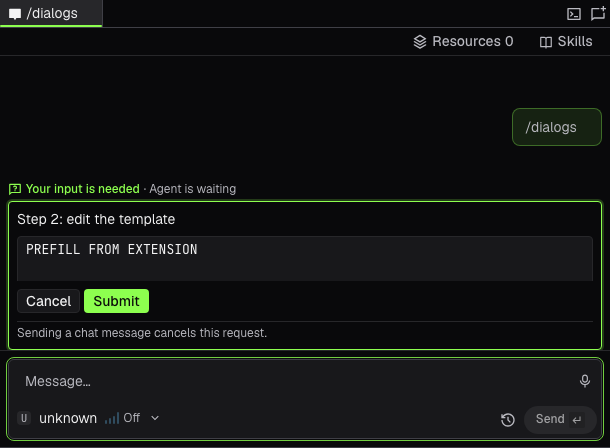 /dialogs
Resources 0
Skills
/dialogs
Your input is needed · Agent is waiting
Step 2: edit the template
PREFILL FROM EXTENSION
Cancel
Submit
Sending a chat message cancels this request.
Message...
U
unknown
Off
Send